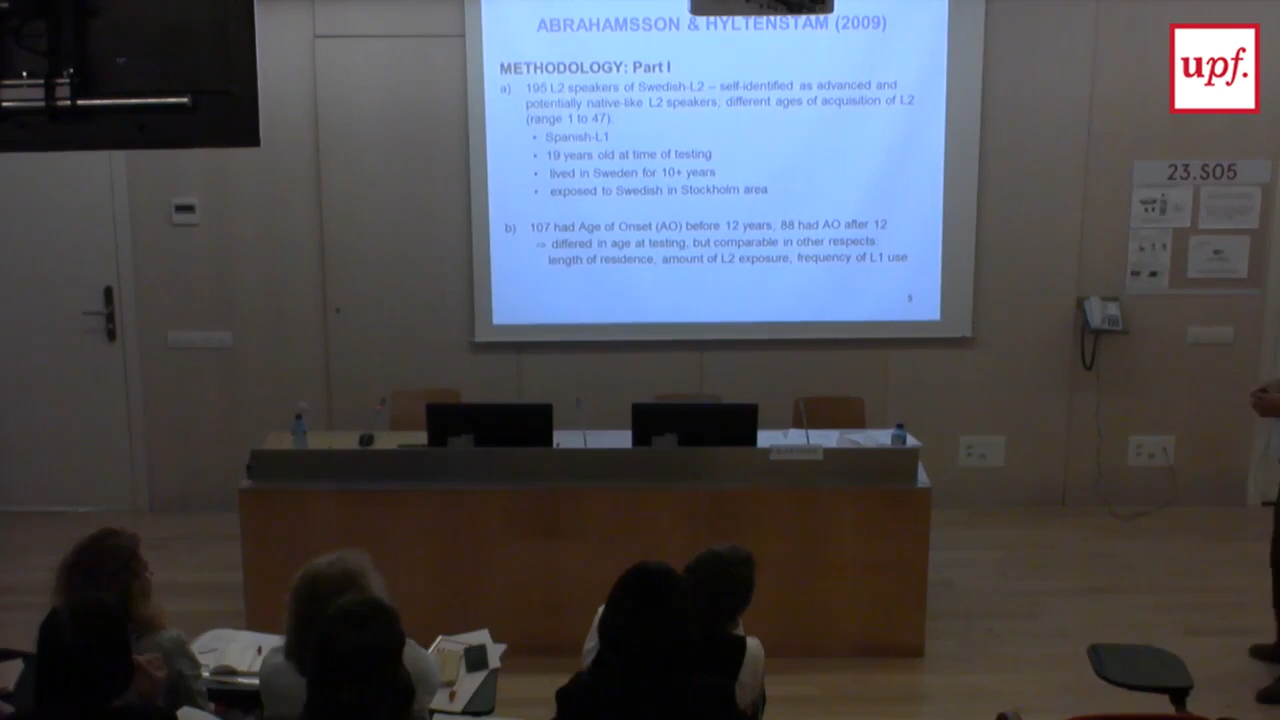 ABRAHAMSSON & HYLTENSTAM (2009)
METHODOLOGY: Part I
a) 195 L2 speakers of Swedish-L2 – self-identified as advanced and
potentially native-like L2 speakers; different ages of acquisition of L2
(range 1 to 47):
• Spanish-L1
• 19 years old at time of testing
• lived in Sweden for 10+ years
• exposed to Swedish in Stockholm area
b) 107 had Age of Onset (AO) before 12 years, 88 had AO after 12
⇒ differed in age at testing, but comparable in other respects:
length of residence, amount of L2 exposure, frequency of L1 use
5
upf.
23.S05